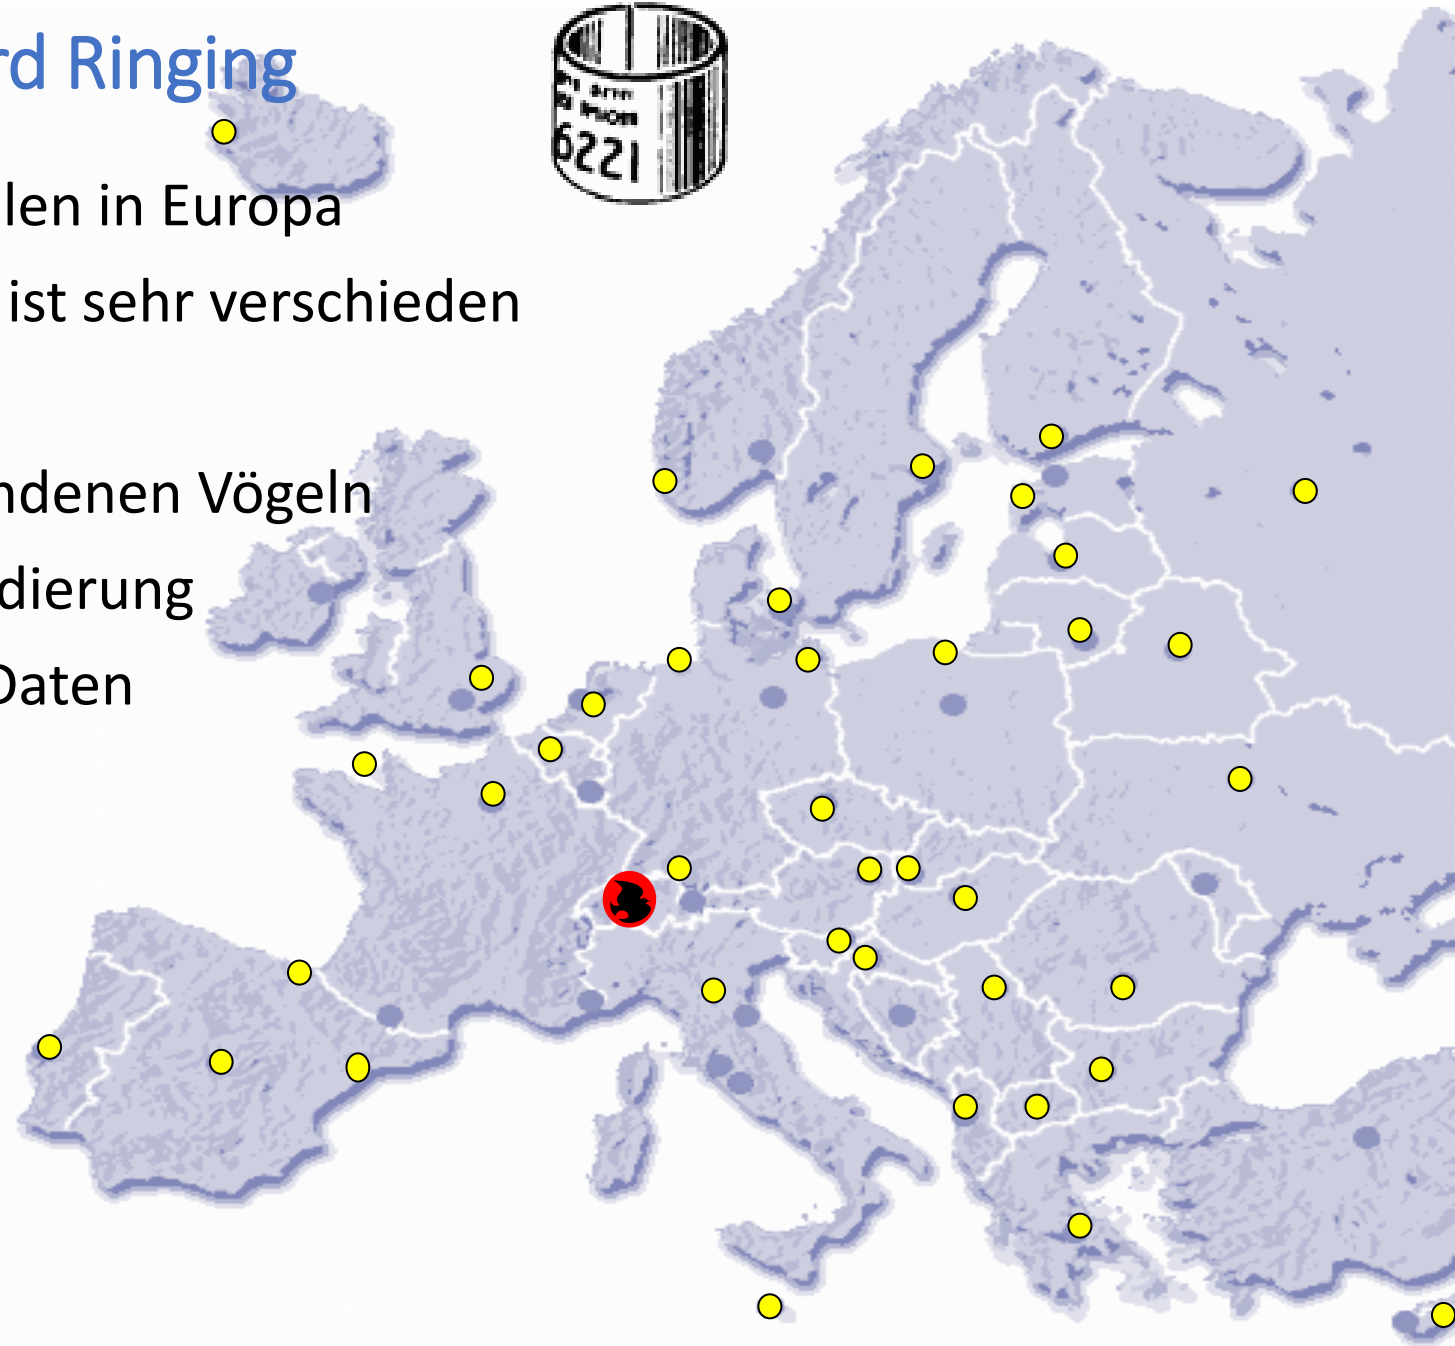 rd Ringing
len in Europa
ist sehr verschieden
ndenen Vögeln
dierung
Daten
6221